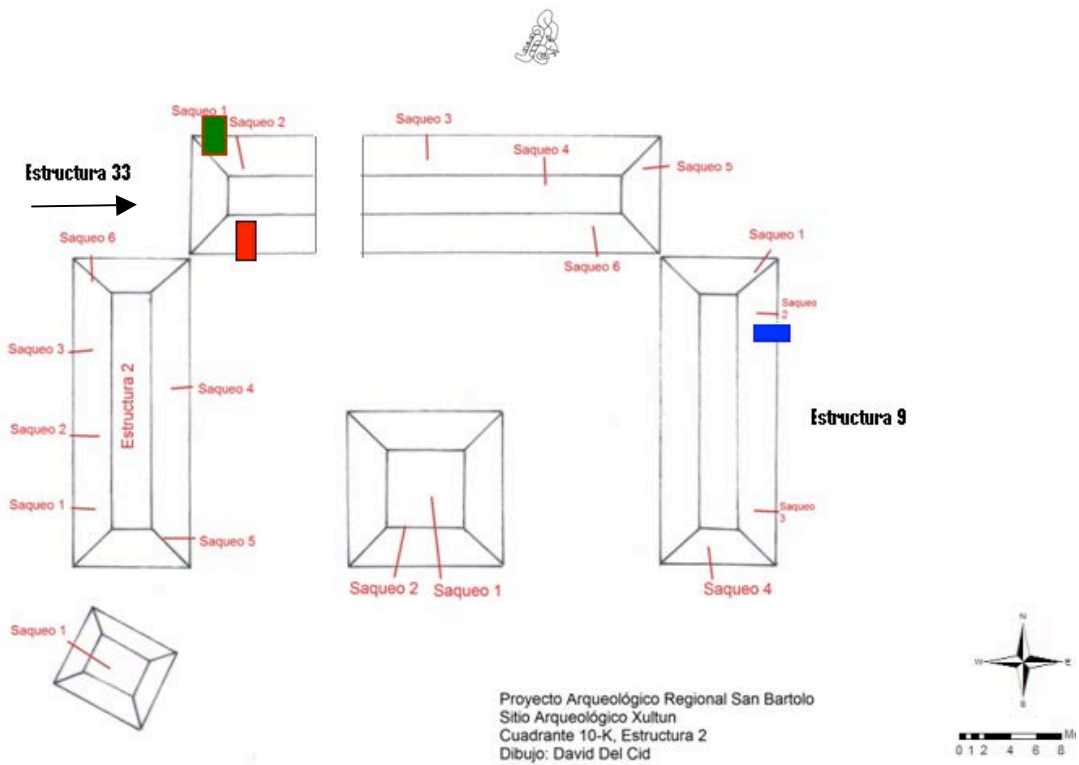 Saqueo 1
Saqueo 2
Saqueo 3
Saqueo 4
Saqueo 5
Estructura 33
Saqueo 6
Saqueo 6
Saqueo 1
Saqueo 2
Saqueo 3
Estructura 2
Saqueo 4
Estructura 9
Saqueo 2
Saqueo 1
Saqueo 3
Saqueo 5
Saqueo 2
Saqueo 1
Saqueo 4
Saqueo 1
N
W
E
S
Proyecto Arqueológico Regional San Bartolo
Sitio Arqueológico Xultun
Cuadrante 10-K, Estructura 2
Dibujo: David Del Cid
0 1 2 4 6 8